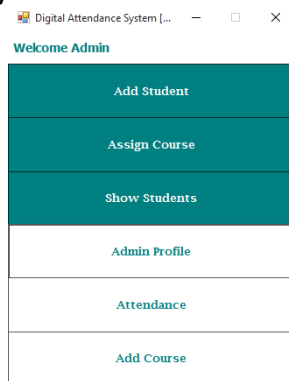 Digital Attendance System [...
Welcome Admin
Add Student
Assign Course
Show Students
Admin Profile
Attendance
Add Course